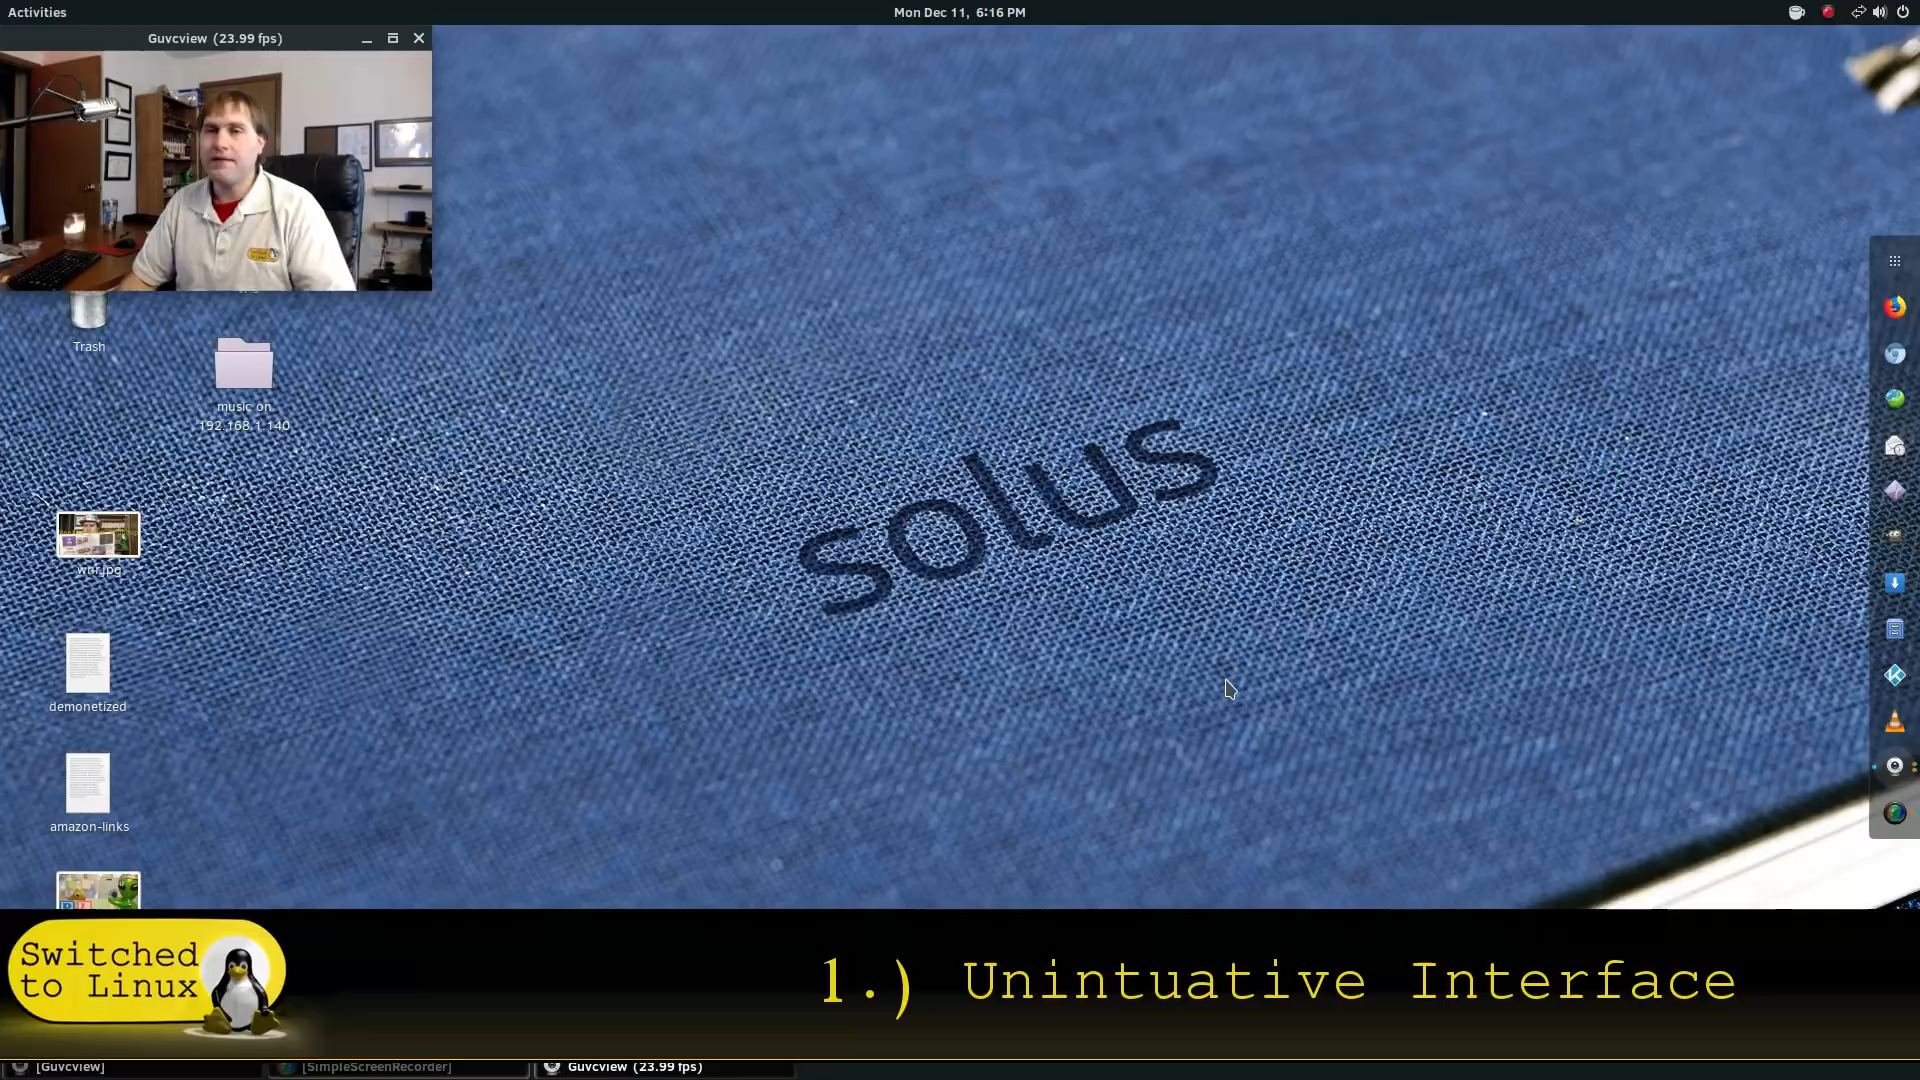 Activities
Mon Dec 11, 6:16 PM
Guvcview (23.99 fps)
Trash
music on
192.168.1.140
solus
wnr.jpg
demonetized
amazon-links
Switched
to Linux
1.) Unintuative Interface
[Guvcview]
[SimpleScreenRecorder]
Guvcview (23.99 fps)